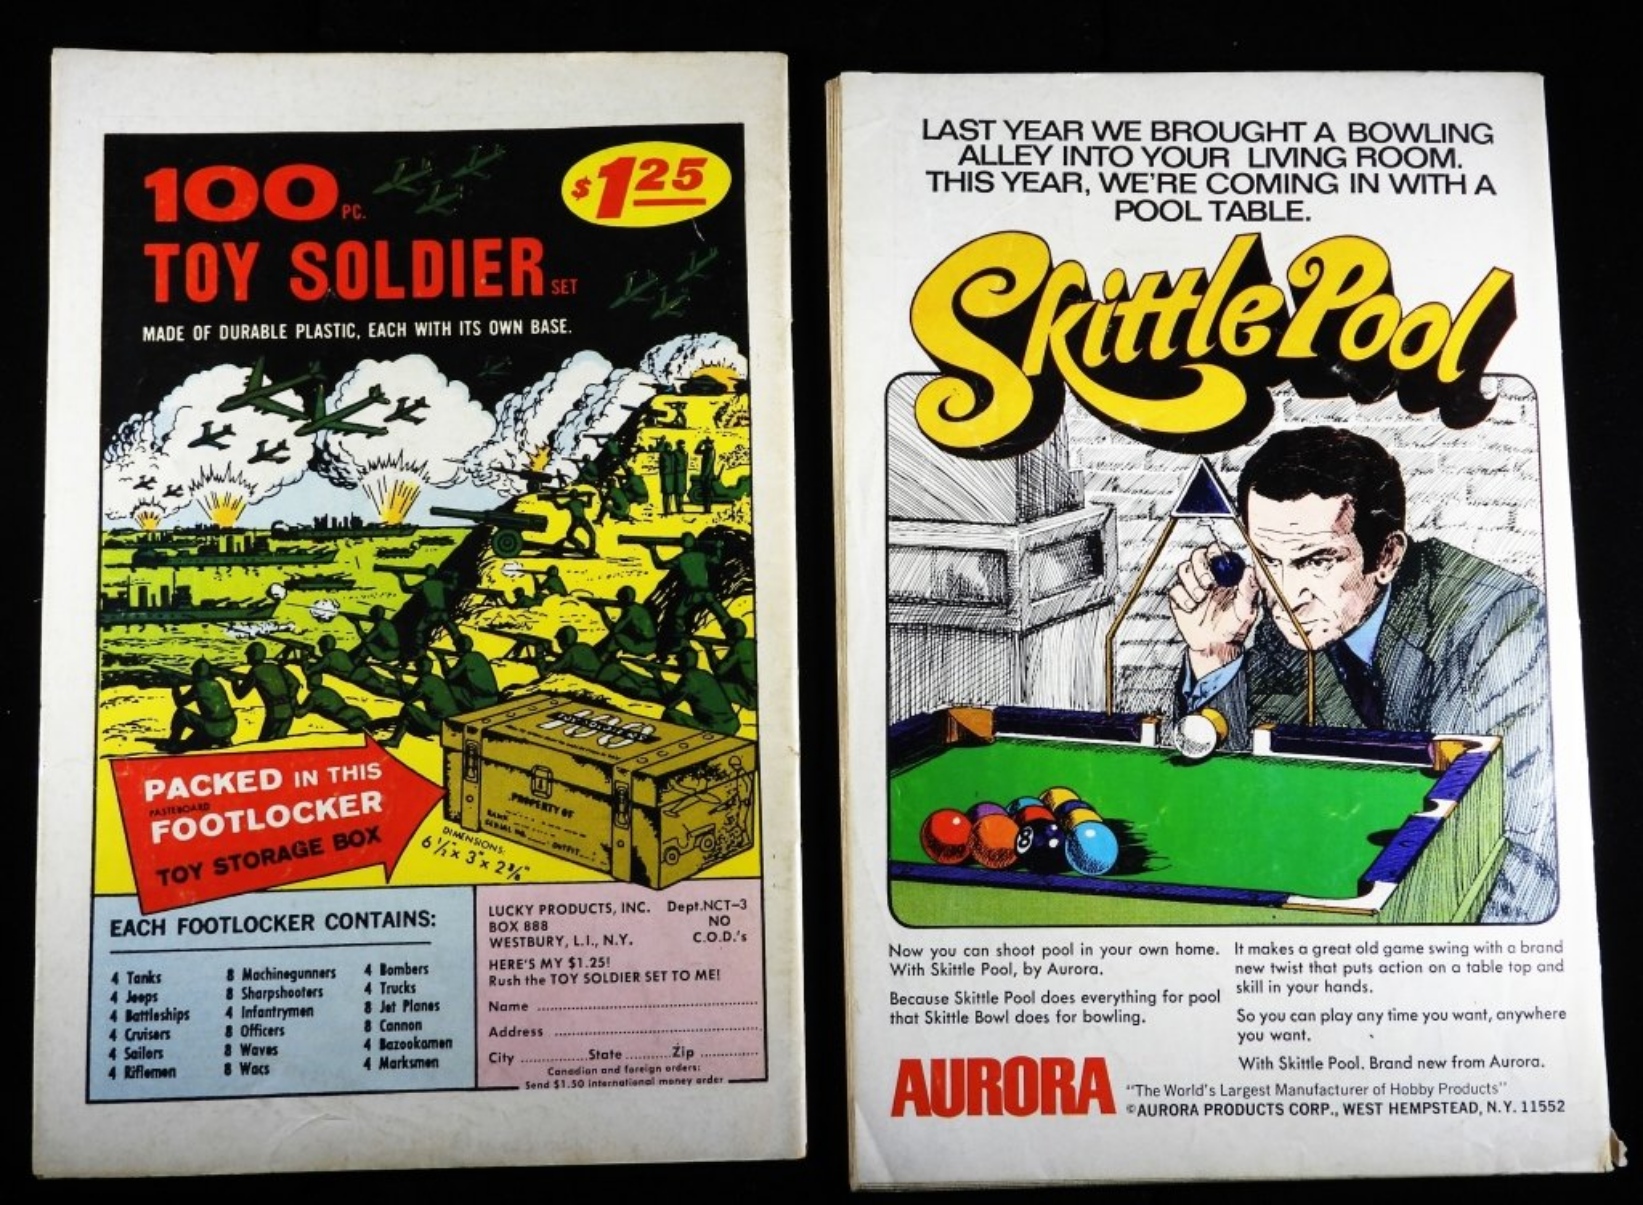 100 PC.
$1 25
TOY SOLDIER SET
MADE OF DURABLE PLASTIC, EACH WITH ITS OWN BASE.
PACKED IN THIS
PASTEBOARD
FOOTLOCKER
TOY STORAGE BOX
100
PROPERTY OF
SERIAL NO.
OUTFIT
DIMENSIONS:
EACH FOOTLOCKER CONTAINS:
4 Tanks
4 Jeeps
4 Battleships
4 Cruisers
4 Sailors
4 Riflemen
8 Machinegunners
8 Sharpshooters
4 Infantrymen
8 Officers
8 Waves
8 Wacs
4 Bombers
4 Trucks
8 Jet Planes
8 Cannon
4 Bazookamen
4 Marksmen
LUCKY PRODUCTS, INC. Dept.NCT-3
BOX 888 NO
WESTBURY, L.I., N.Y. C.O.D.'s
HERE'S MY $1.25!
Rush the TOY SOLDIER SET TO ME!
Name
Address
City State Zip
Canadian and foreign orders:
Send $1.50 international money order
LAST YEAR WE BROUGHT A BOWLING
ALLEY INTO YOUR LIVING ROOM.
THIS YEAR, WE'RE COMING IN WITH A
POOL TABLE.
Skittle Pool
8
Now you can shoot pool in your own home.
With Skittle Pool, by Aurora.
Because Skittle Pool does everything for pool
that Skittle Bowl does for bowling.
It makes a great old game swing with a brand
new twist that puts action on a table top and
skill in your hands.
So you can play any time you want, anywhere
you want.
With Skittle Pool. Brand new from Aurora.
AURORA
"The World's Largest Manufacturer of Hobby Products"
©AURORA PRODUCTS CORP., WEST HEMPSTEAD, N.Y. 11552